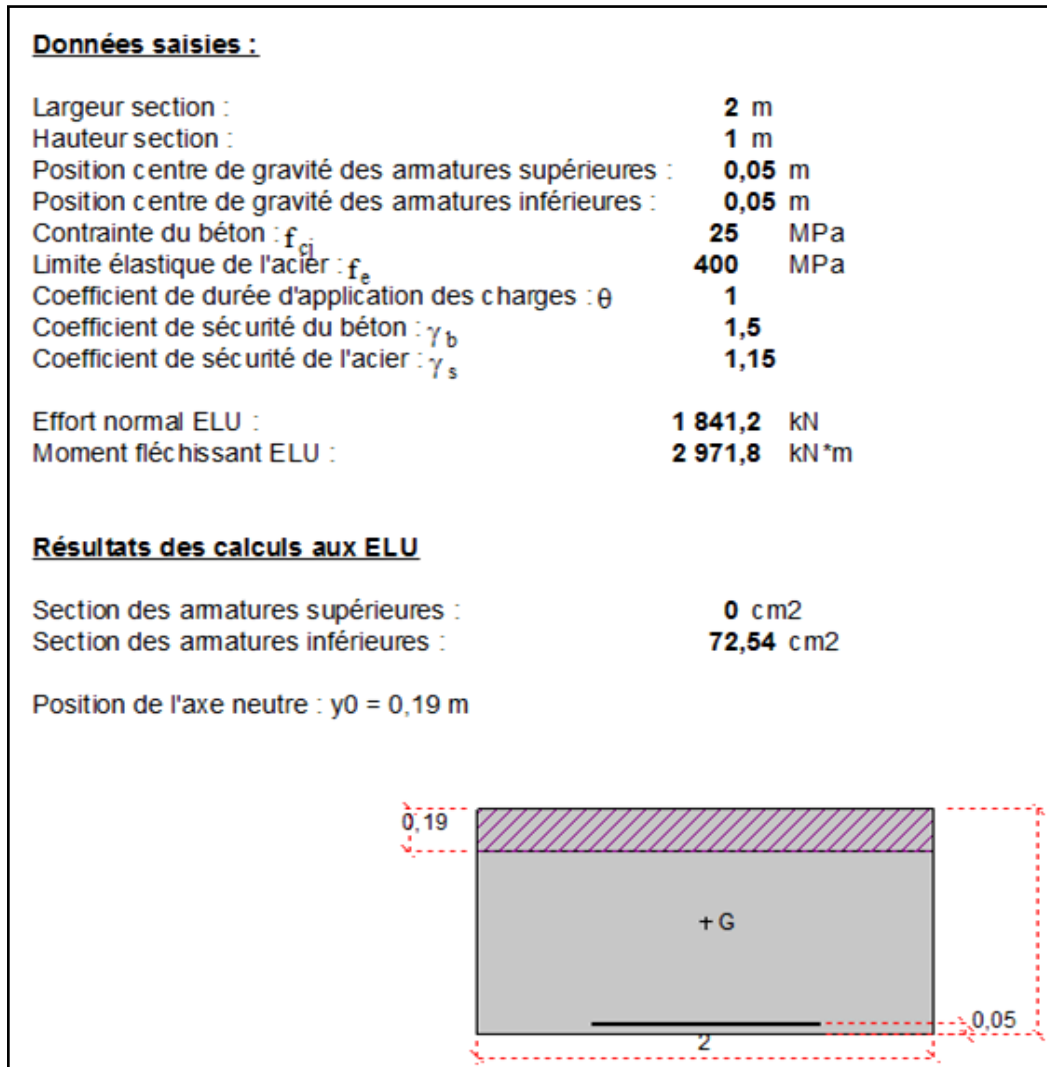 Données saisies :
Largeur section : 2 m
Hauteur section : 1 m
Position centre de gravité des armatures supérieures : 0,05 m
Position centre de gravité des armatures inférieures : 0,05 m
Contrainte du béton : fcj 25 MPa
Limite élastique de l'acier : fe 400 MPa
Coefficient de durée d'application des charges : θ 1
Coefficient de sécurité du béton : γb 1,5
Coefficient de sécurité de l'acier : γs 1,15
Effort normal ELU : 1 841,2 kN
Moment fléchissant ELU : 2 971,8 kN*m
Résultats des calculs aux ELU
Section des armatures supérieures : 0 cm2
Section des armatures inférieures : 72,54 cm2
Position de l'axe neutre : y0 = 0,19 m
0,19
+ G
0,05
2